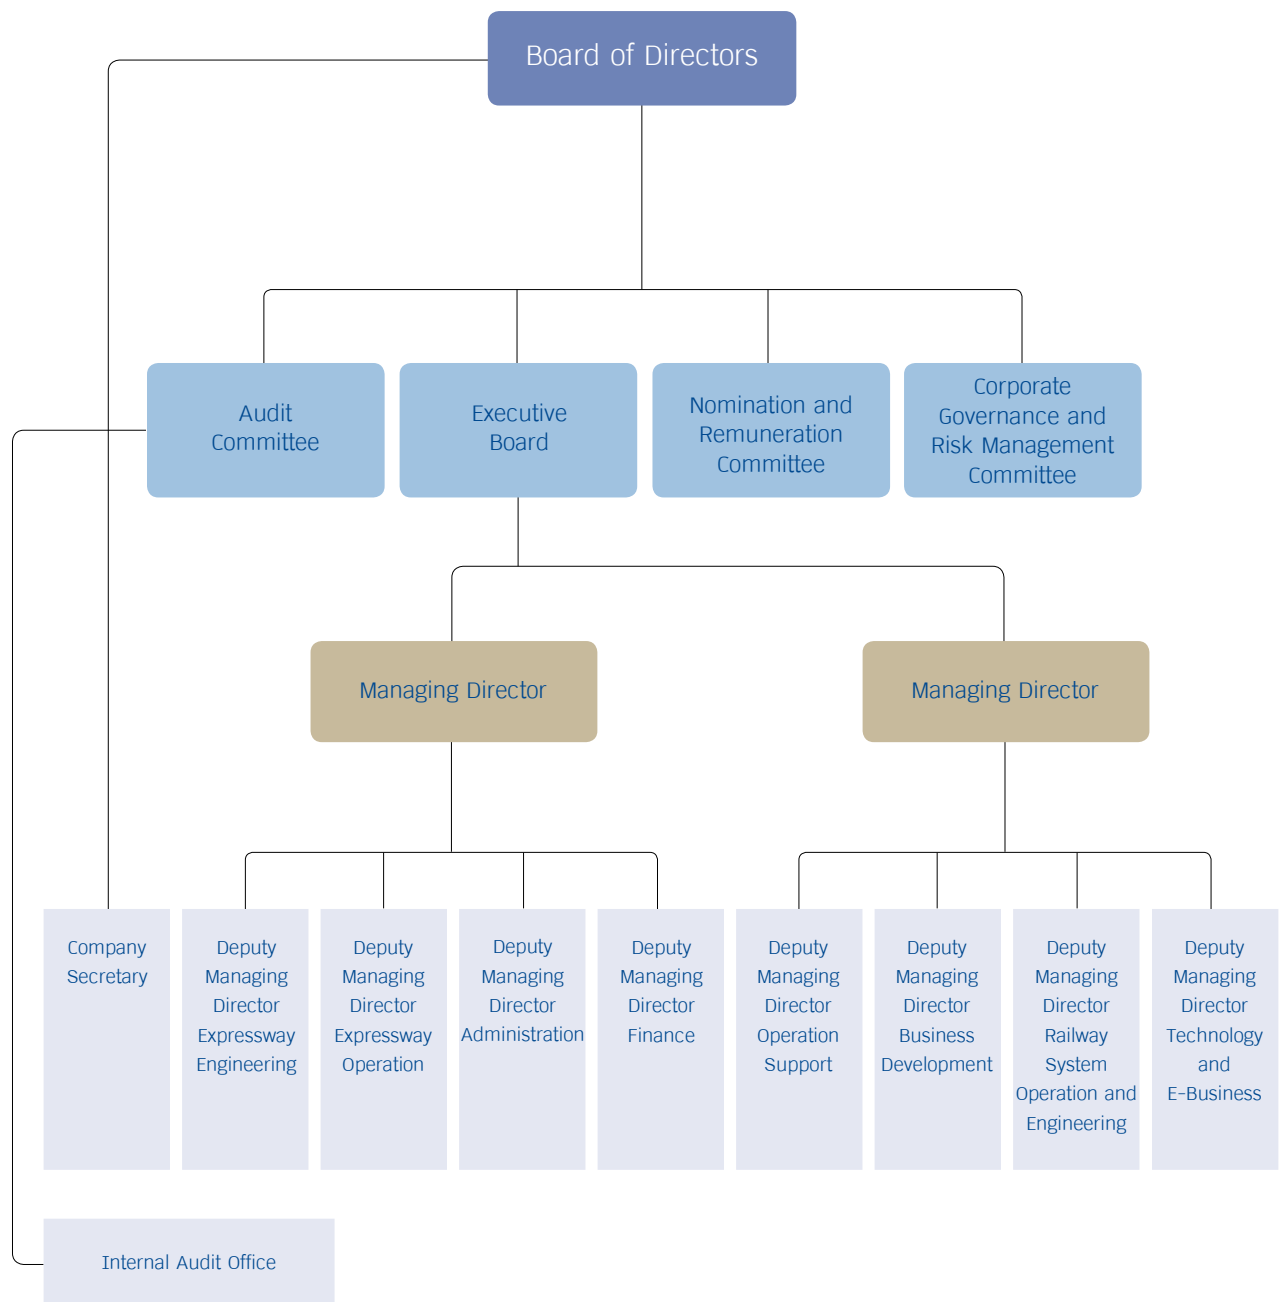 Board of Directors
Audit
Committee
Executive
Board
Nomination and
Remuneration
Committee
Corporate
Governance and
Risk Management
Committee
Managing Director
Managing Director
Company
Secretary
Deputy
Managing
Director
Expressway
Engineering
Deputy
Managing
Director
Expressway
Operation
Deputy
Managing
Director
Administration
Deputy
Managing
Director
Finance
Deputy
Managing
Director
Operation
Support
Deputy
Managing
Director
Business
Development
Deputy
Managing
Director
Railway
System
Operation and
Engineering
Deputy
Managing
Director
Technology
and
E-Business
Internal Audit Office